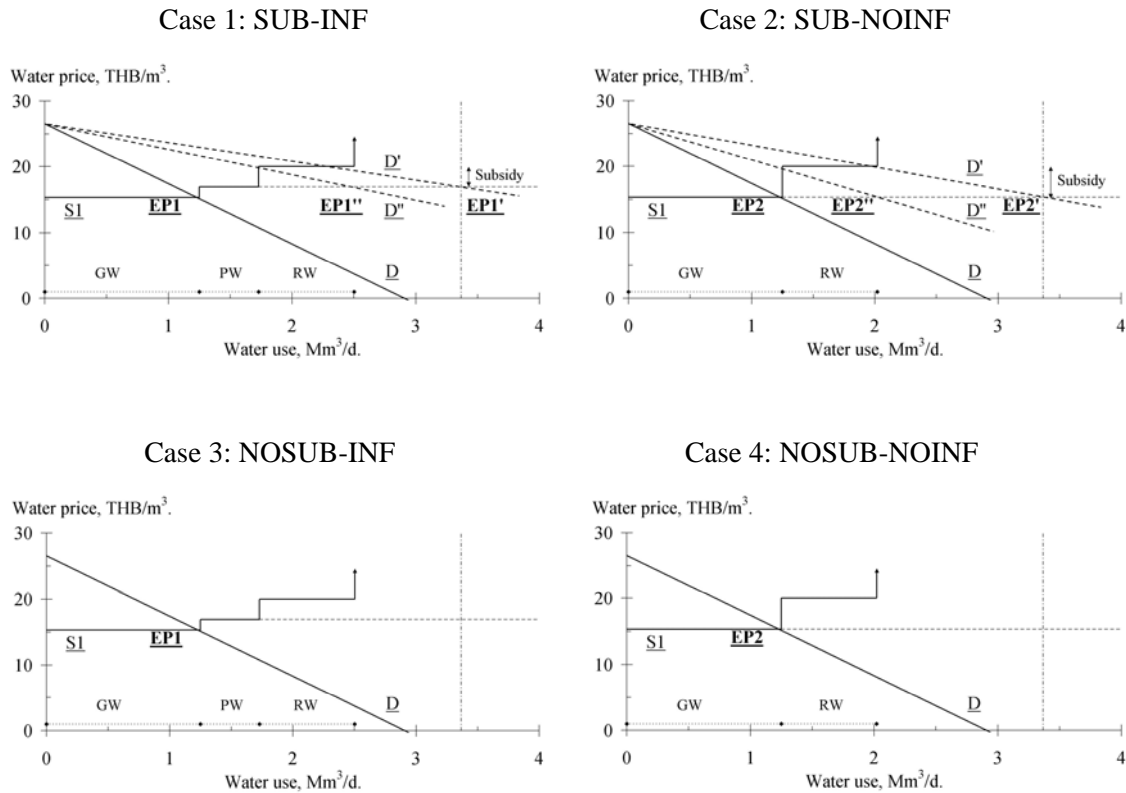 Case 1: SUB-INF
Water price, THB/m³.
30
20
10
0
D'
Subsidy
S1
EP1
EP1''
D''
EP1'
GW
PW
RW
D
0
1
2
3
4
Water use, Mm³/d.
Case 2: SUB-NOINF
Water price, THB/m³.
30
20
10
0
D'
Subsidy
S1
EP2
EP2''
D''
EP2'
GW
RW
D
0
1
2
3
4
Water use, Mm³/d.
Case 3: NOSUB-INF
Water price, THB/m³.
30
20
10
0
S1
EP1
GW
PW
RW
D
0
1
2
3
4
Water use, Mm³/d.
Case 4: NOSUB-NOINF
Water price, THB/m³.
30
20
10
0
S1
EP2
GW
RW
D
0
1
2
3
4
Water use, Mm³/d.